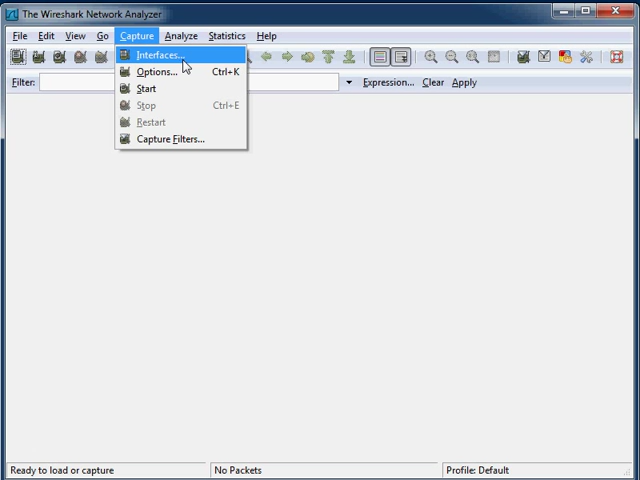 The Wireshark Network Analyzer
File Edit View Go Capture Analyze Statistics Help
Interfaces...
Options... Ctrl+K
Start
Stop Ctrl+E
Restart
Capture Filters...
Filter: Expression... Clear Apply
Ready to load or capture No Packets Profile: Default